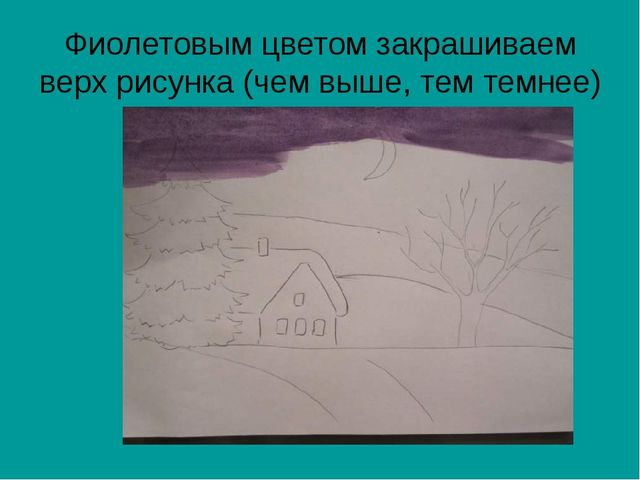 Фиолетовым цветом закрашиваем
верх рисунка (чем выше, тем темнее)